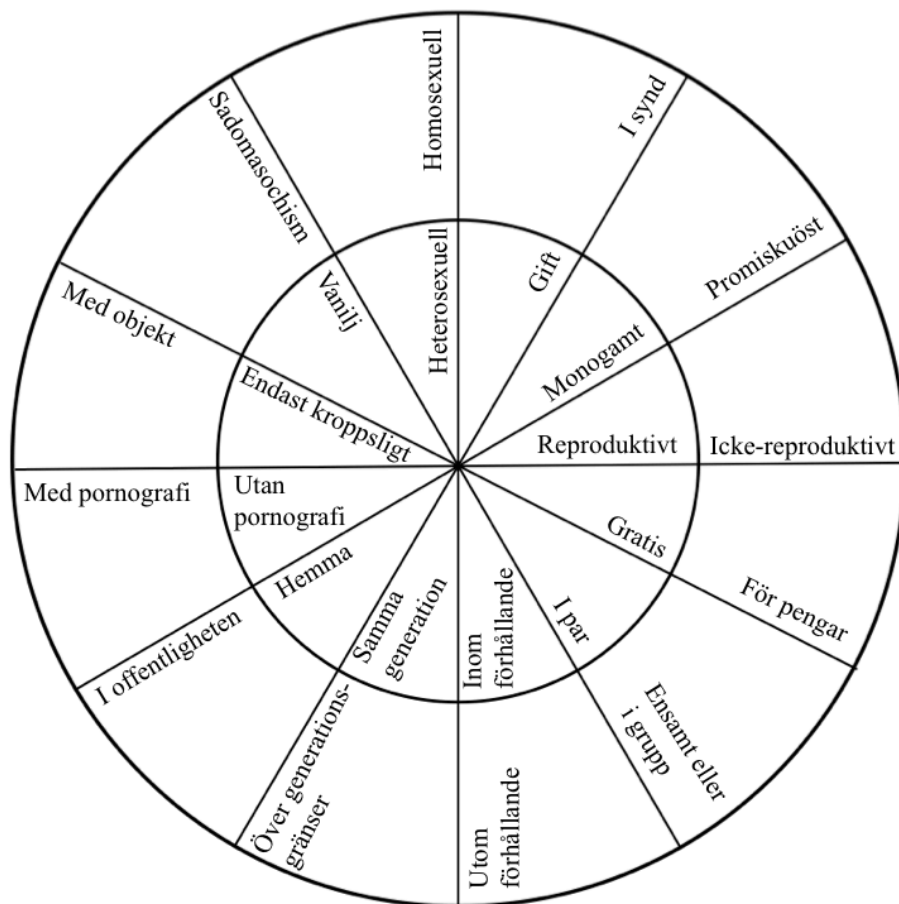 Homosexuell
Heterosexuell
I synd
Gift
Promiskuöst
Monogamt
Icke-reproduktivt
Reproduktivt
För pengar
Gratis
Ensamt eller
i grupp
I par
Utom
förhållande
Inom
förhållande
Över generations-
gränser
Samma
generation
I offentligheten
Hemma
Med pornografi
Utan
pornografi
Med objekt
Endast kroppsligt
Sadomasochism
Vanilj